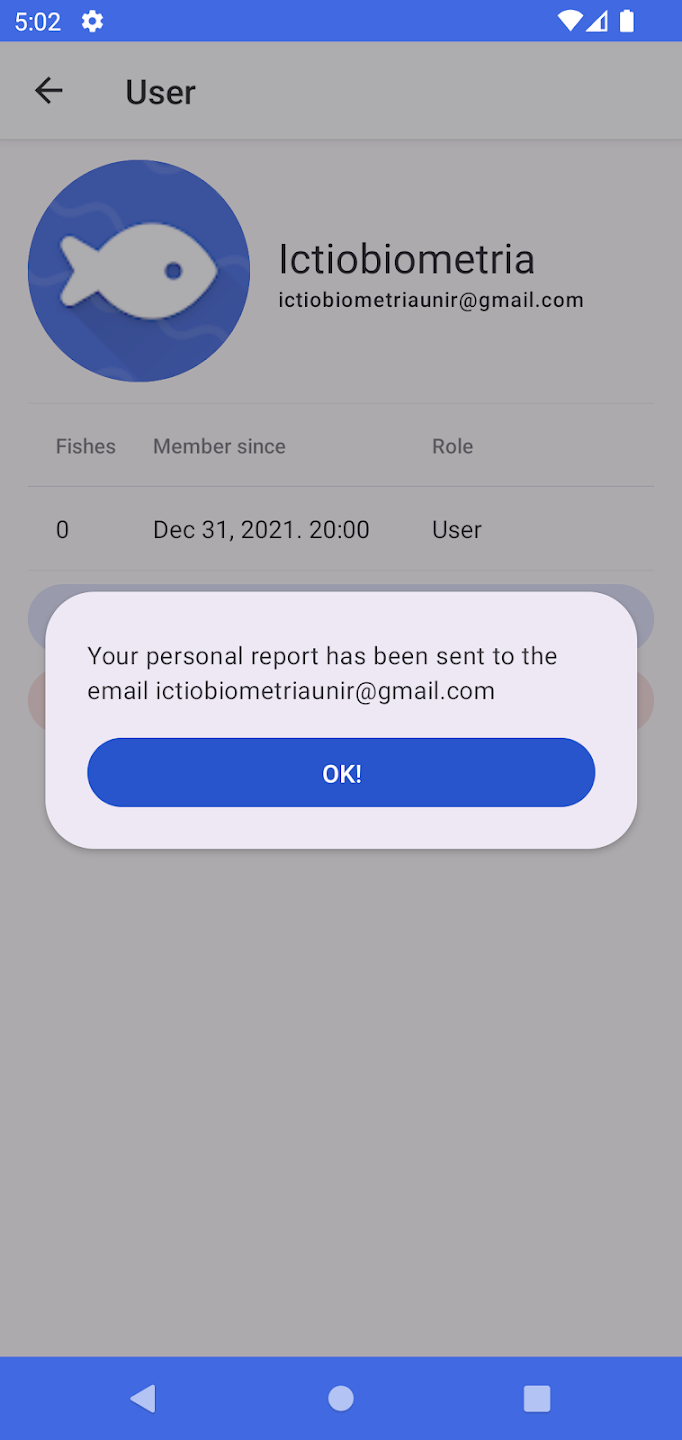 5:02
User
Ictiobiometria
ictiobiometriaunir@gmail.com
Fishes Member since Role
0 Dec 31, 2021. 20:00 User
Your personal report has been sent to the
email ictiobiometriaunir@gmail.com
OK!